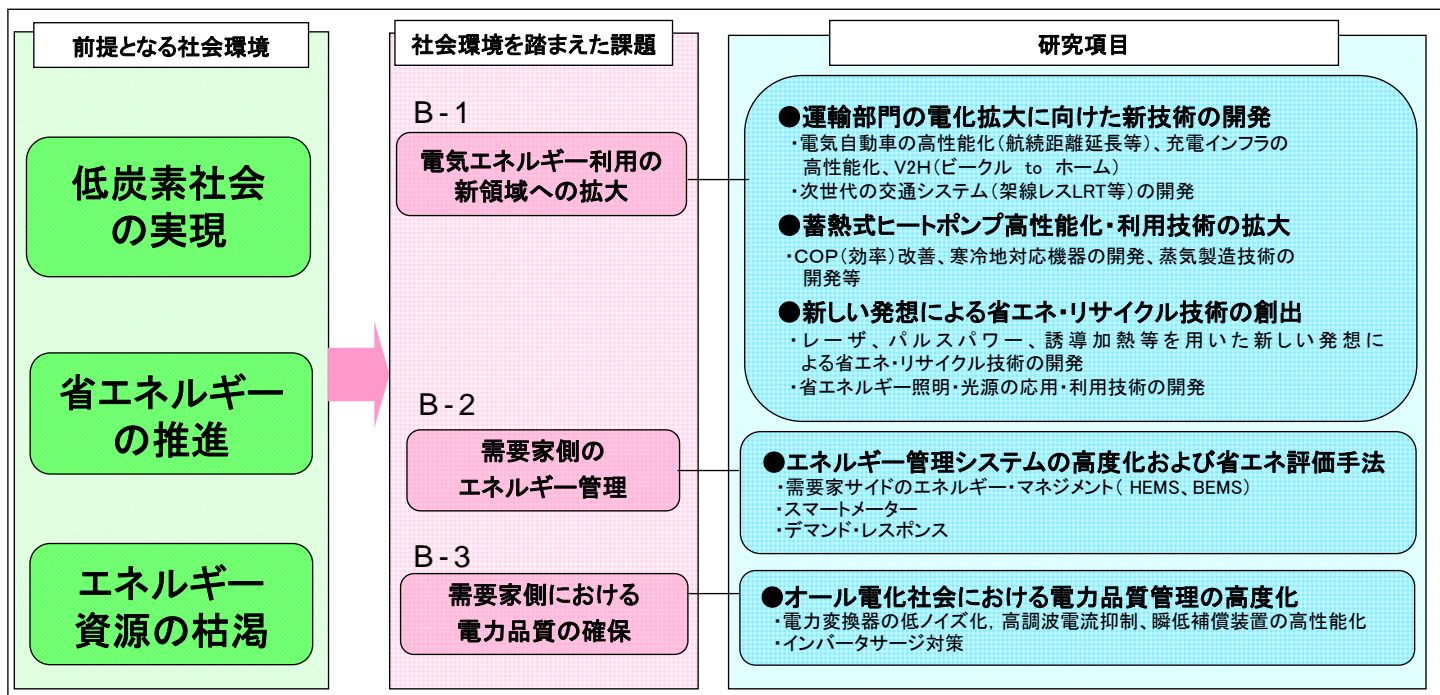 前提となる社会環境
低炭素社会
の実現
省エネルギー
の推進
エネルギー
資源の枯渇
社会環境を踏まえた課題
B-1
電気エネルギー利用の
新領域への拡大
B-2
需要家側の
エネルギー管理
B-3
需要家側における
電力品質の確保
研究項目
●運輸部門の電化拡大に向けた新技術の開発
・電気自動車の高性能化(航続距離延長等)、充電インフラの
高性能化、V2H(ビークル to ホーム)
・次世代の交通システム(架線レスLRT等)の開発
●蓄熱式ヒートポンプ高性能化・利用技術の拡大
・COP(効率)改善、寒冷地対応機器の開発、蒸気製造技術の
開発等
●新しい発想による省エネ・リサイクル技術の創出
・レーザ、パルスパワー、誘導加熱等を用いた新しい発想に
よる省エネ・リサイクル技術の開発
・省エネルギー照明・光源の応用・利用技術の開発
●エネルギー管理システムの高度化および省エネ評価手法
・需要家サイドのエネルギー・マネジメント( HEMS、BEMS)
・スマートメーター
・デマンド・レスポンス
●オール電化社会における電力品質管理の高度化
・電力変換器の低ノイズ化, 高調波電流抑制、瞬低補償装置の高性能化
・インバータサージ対策